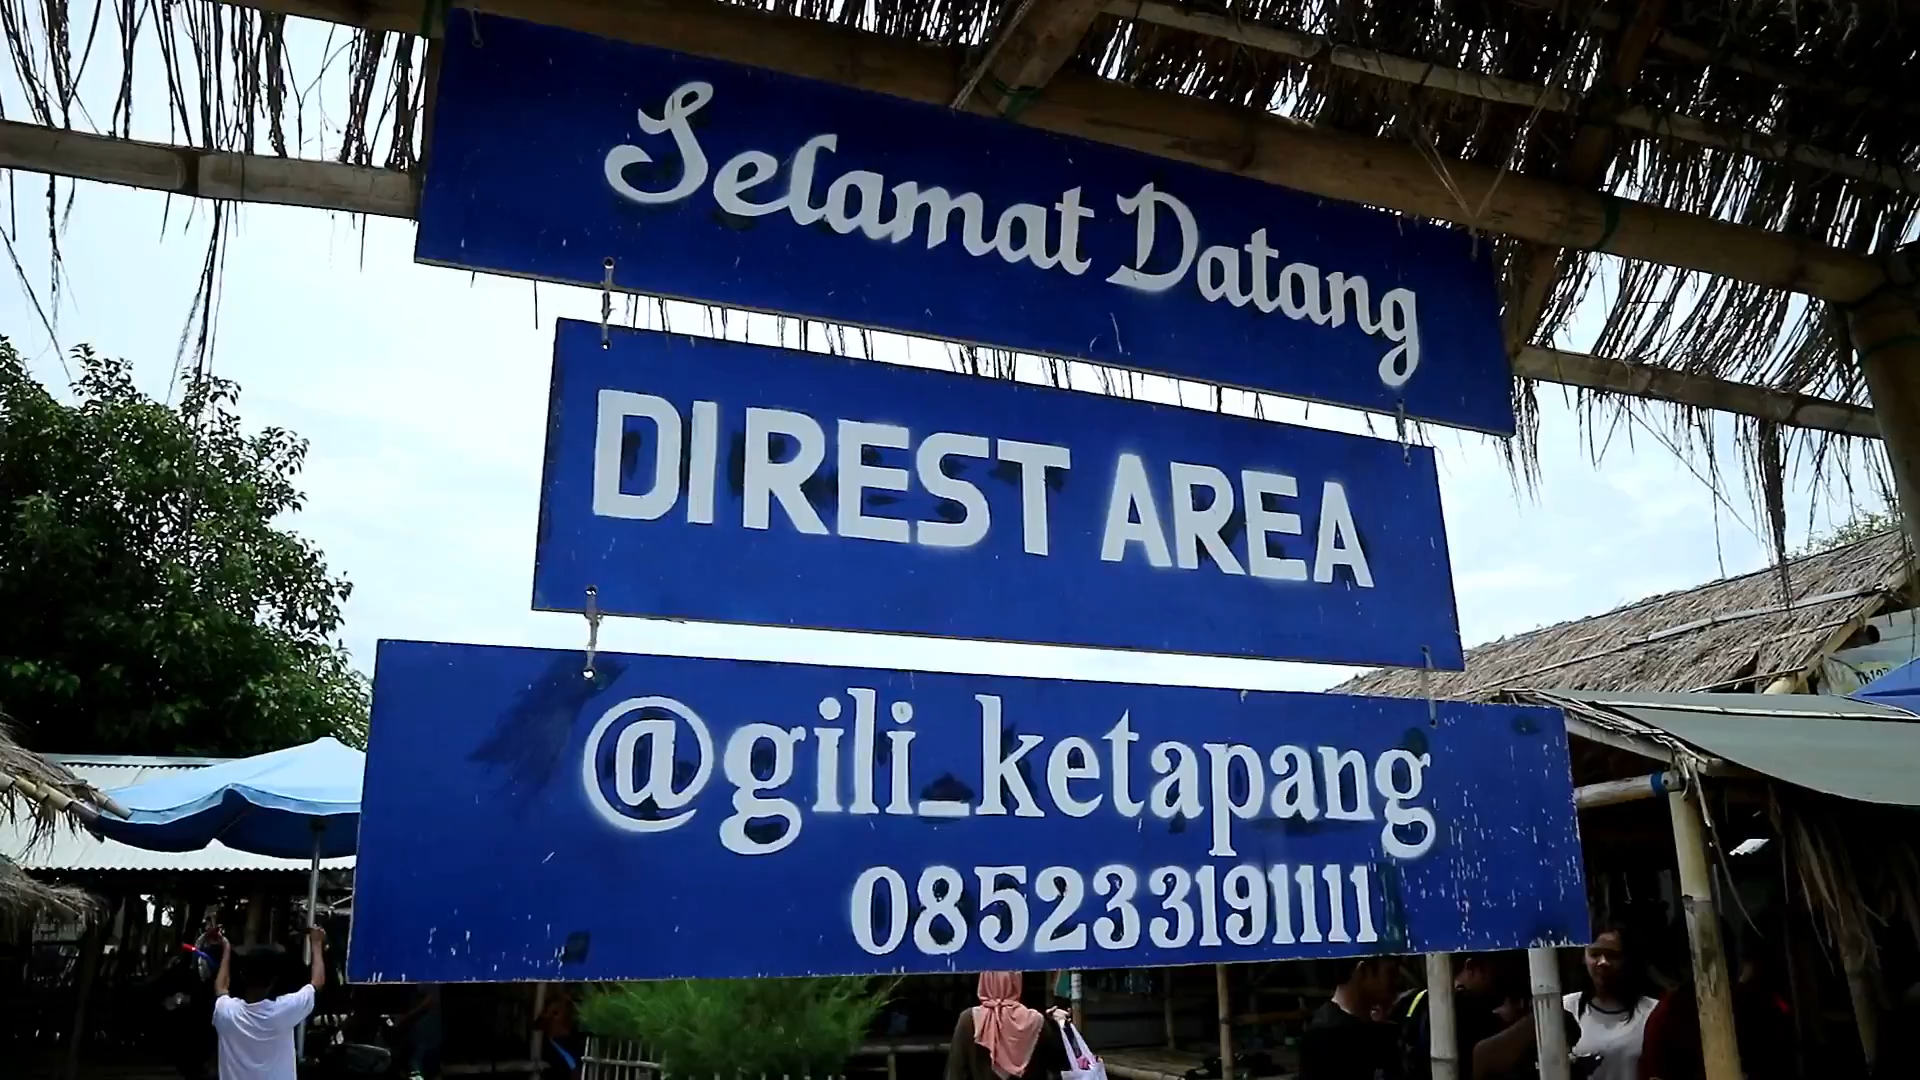 Selamat Datang
DIREST AREA
@gili_ketapang
085233191111